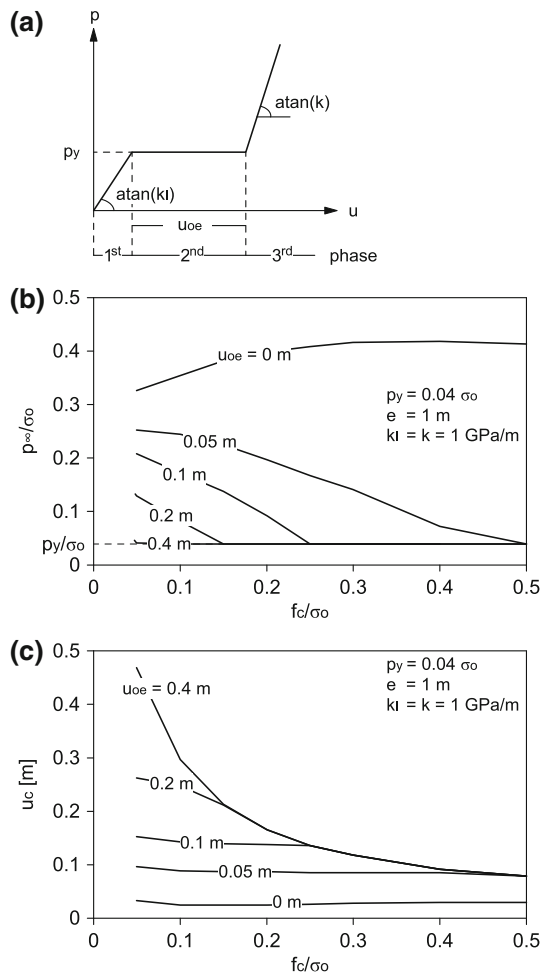 (a)
p
atan(k)
py
atan(kI)
u
uoe
1st 2nd 3rd phase
(b)
0.5
0.4
0.3
0.2
0.1
py/σo
0
p∞/σo
uoe = 0 m
0.05 m
0.1 m
0.2 m
0.4 m
py = 0.04 σo
e = 1 m
kI = k = 1 GPa/m
0 0.1 0.2 0.3 0.4 0.5
fc/σo
(c)
0.5
0.4
0.3
0.2
0.1
0
uc [m]
uoe = 0.4 m
0.2 m
0.1 m
0.05 m
0 m
py = 0.04 σo
e = 1 m
kI = k = 1 GPa/m
0 0.1 0.2 0.3 0.4 0.5
fc/σo